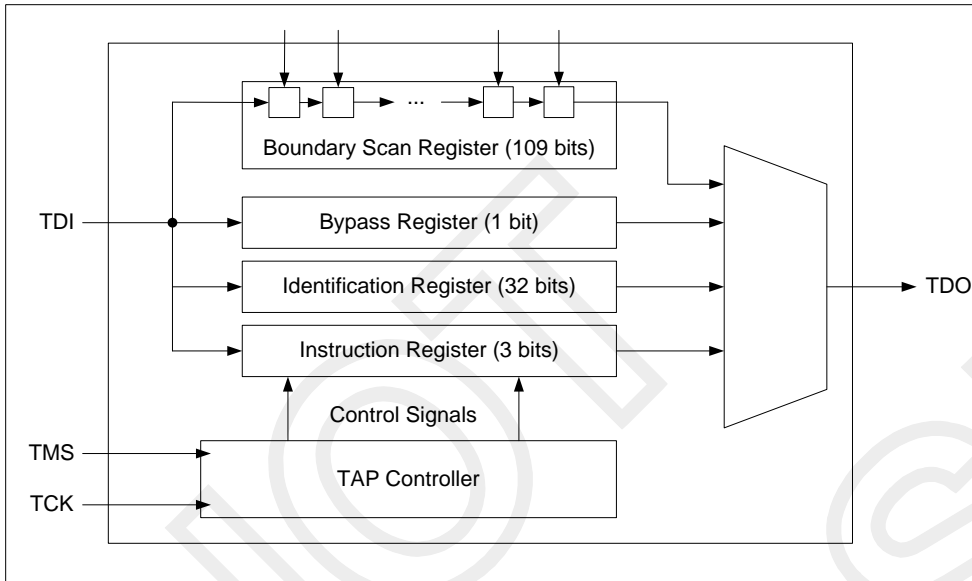 ...
Boundary Scan Register (109 bits)
TDI
Bypass Register (1 bit)
Identification Register (32 bits)
TDO
Instruction Register (3 bits)
Control Signals
TMS
TAP Controller
TCK